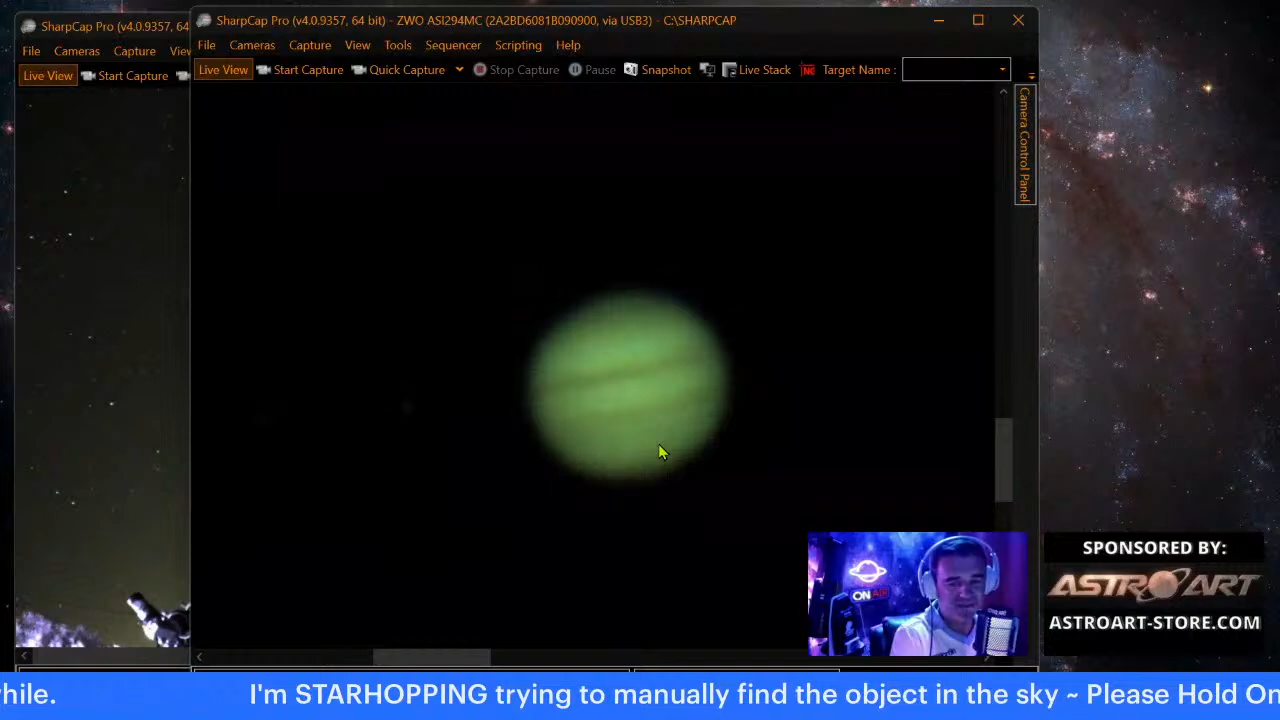 SharpCap Pro (v4.0.9357, 64
File Cameras Capture View
Live View Start Capture
SharpCap Pro (v4.0.9357, 64 bit) - ZWO ASI294MC (2A2BD6081B090900, via USB3) - C:\SHARPCAP
File Cameras Capture View Tools Sequencer Scripting Help
Live View Start Capture Quick Capture Stop Capture Pause Snapshot Live Stack NC Target Name :
Camera Control Panel
ON AIR
SPONSORED BY:
ASTROART
ASTROART-STORE.COM
while. I'm STARHOPPING trying to manually find the object in the sky ~ Please Hold On